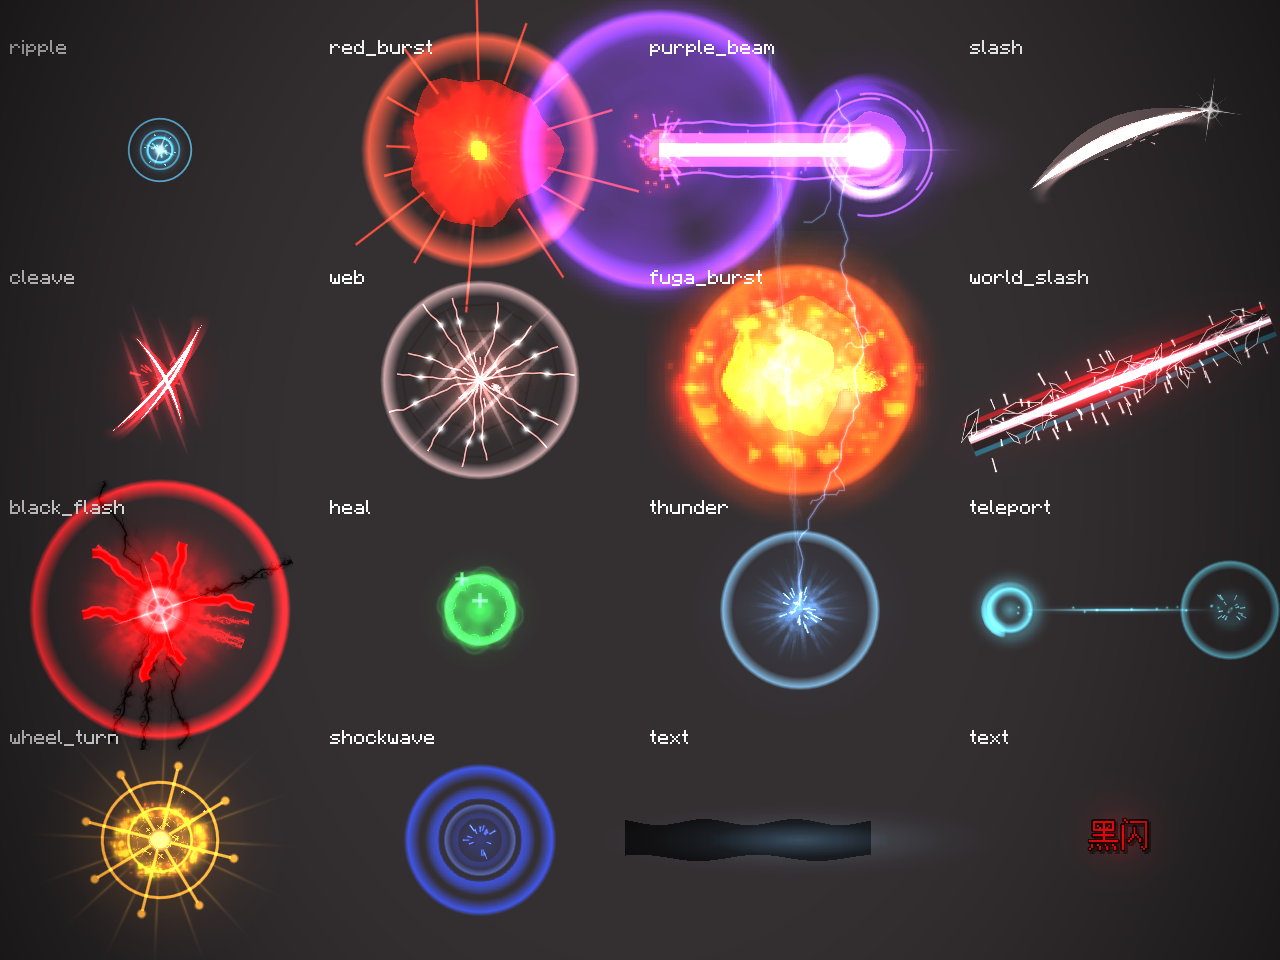 ripple
red_burst
purple_beam
slash
cleave
web
fuga_burst
world_slash
black_flash
heal
thunder
teleport
wheel_turn
shockwave
text
text
黑闪